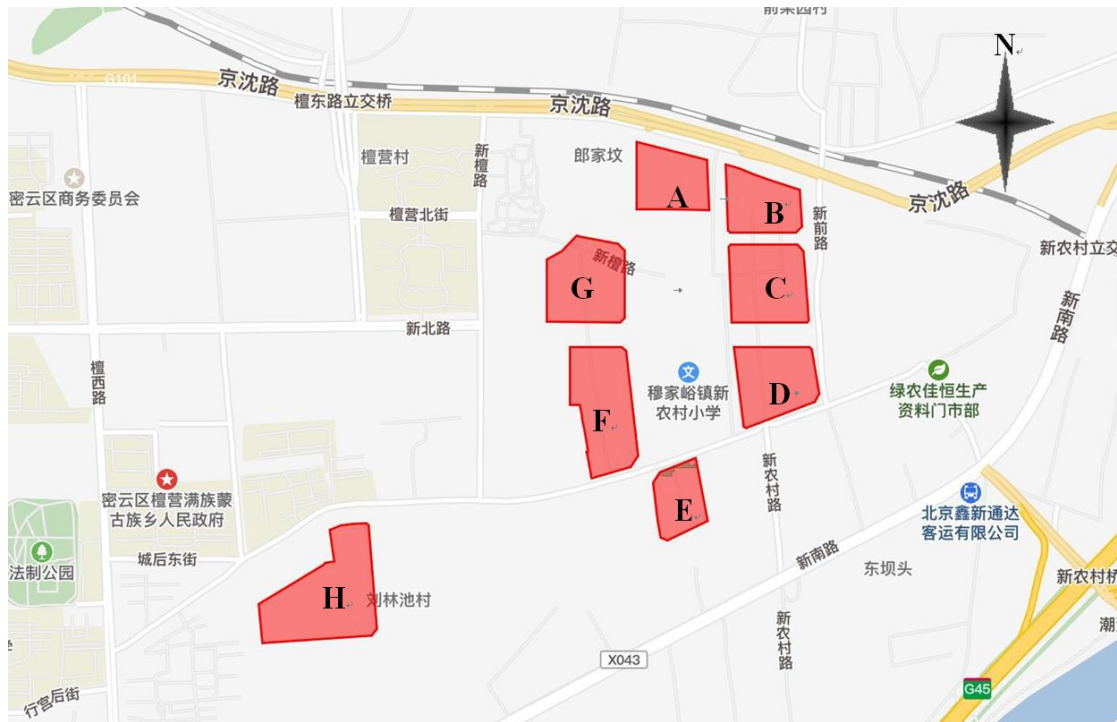 俞渠园村
N
G101
京沈路
檀东路立交桥
京沈路
郎家坟
檀营村
新檀路
A
密云区商务委员会
檀营北街
B
新前路
京沈路
新农村立交
新檀路
G
C
新南路
新北路
檀西路
穆家峪镇新
农村小学
D
绿农佳恒生产
资料门市部
F
密云区檀营满族蒙
古族乡人民政府
新农村路
E
北京鑫新通达
客运有限公司
法制公园
城后东街
新南路
东坝头
新农村桥
H
刘林池村
新农村路
潮
X043
G45
行宫后街